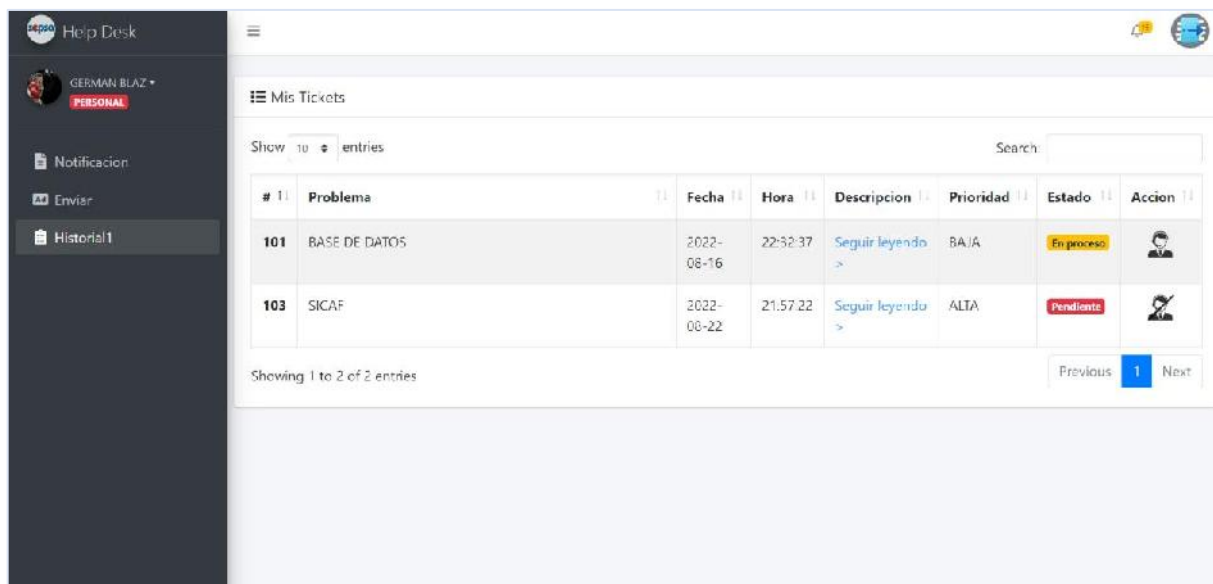 sepsa Help Desk
GERMAN BLAZ
PERSONAL
Notificacion
Enviar
Historial1
Mis Tickets
Show 10 entries
Search:
# Problema Fecha Hora Descripcion Prioridad Estado Accion
101 BASE DE DATOS 2022- 22:32:37 Seguir leyendo BAJA En proceso
08-16 >
103 SICAF 2022- 21:57:22 Seguir leyendo ALTA Pendiente
08-22 >
Showing 1 to 2 of 2 entries
Previous 1 Next